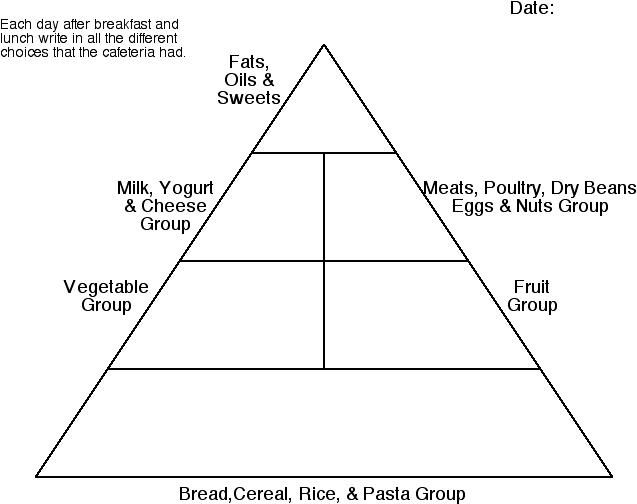 Date:
Each day after breakfast and
lunch write in all the different
choices that the cafeteria had.
Fats,
Oils &
Sweets
Milk, Yogurt
& Cheese
Group
Meats, Poultry, Dry Beans
Eggs & Nuts Group
Vegetable
Group
Fruit
Group
Bread,Cereal, Rice, & Pasta Group